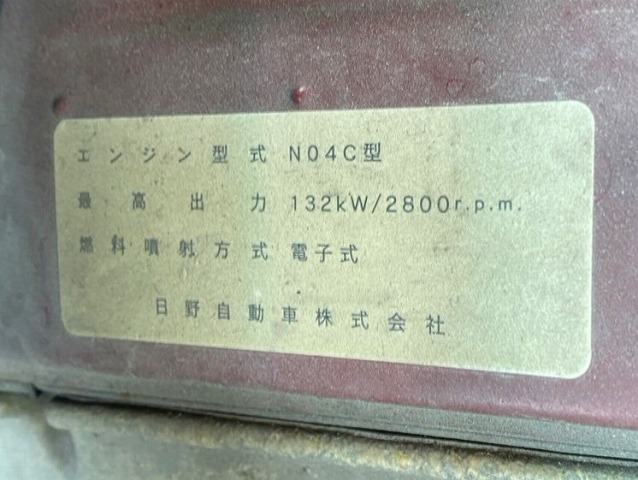 エンジン型式 N04C型
最高出力 132kW/2800r.p.m.
燃料噴射方式 電子式
日野自動車株式会社